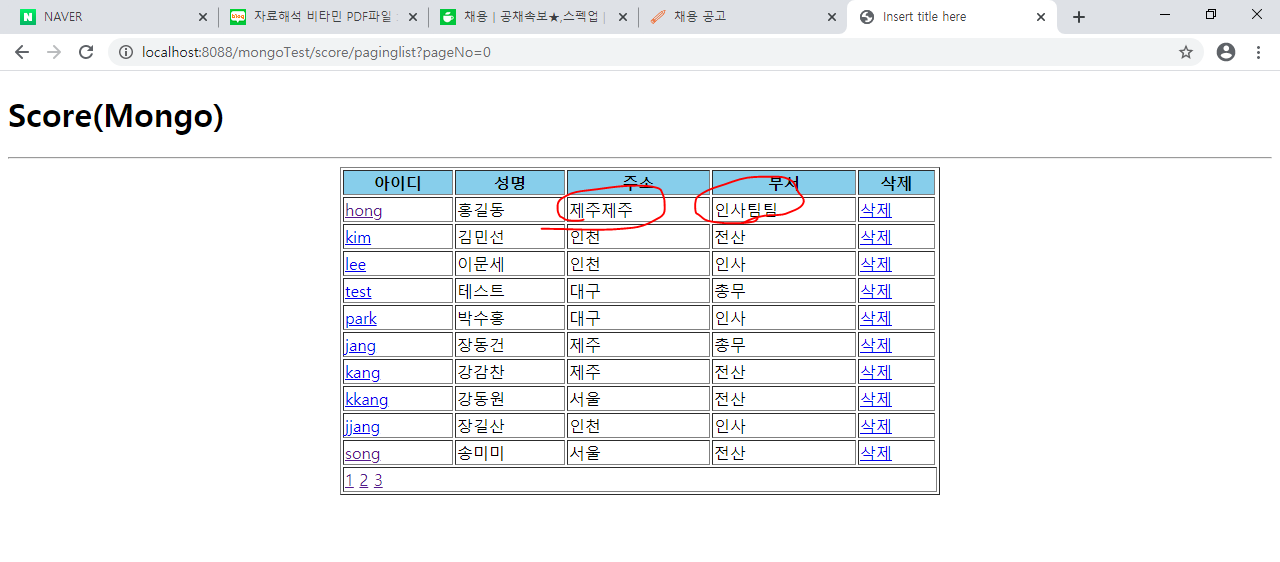 NAVER
자료해석 비타민 PDF파일
채용 | 공채속보★,스펙업 |
채용 공고
Insert title here
localhost:8088/mongoTest/score/paginglist?pageNo=0
Score(Mongo)
아이디 성명 주소 부서 삭제
hong 홍길동 제주제주 인사팀팀 삭제
kim 김민선 인천 전산 삭제
lee 이문세 인천 인사 삭제
test 테스트 대구 총무 삭제
park 박수홍 대구 인사 삭제
jang 장동건 제주 총무 삭제
kang 강감찬 제주 전산 삭제
kkang 강동원 서울 전산 삭제
jjang 장길산 인천 인사 삭제
song 송미미 서울 전산 삭제
1 2 3